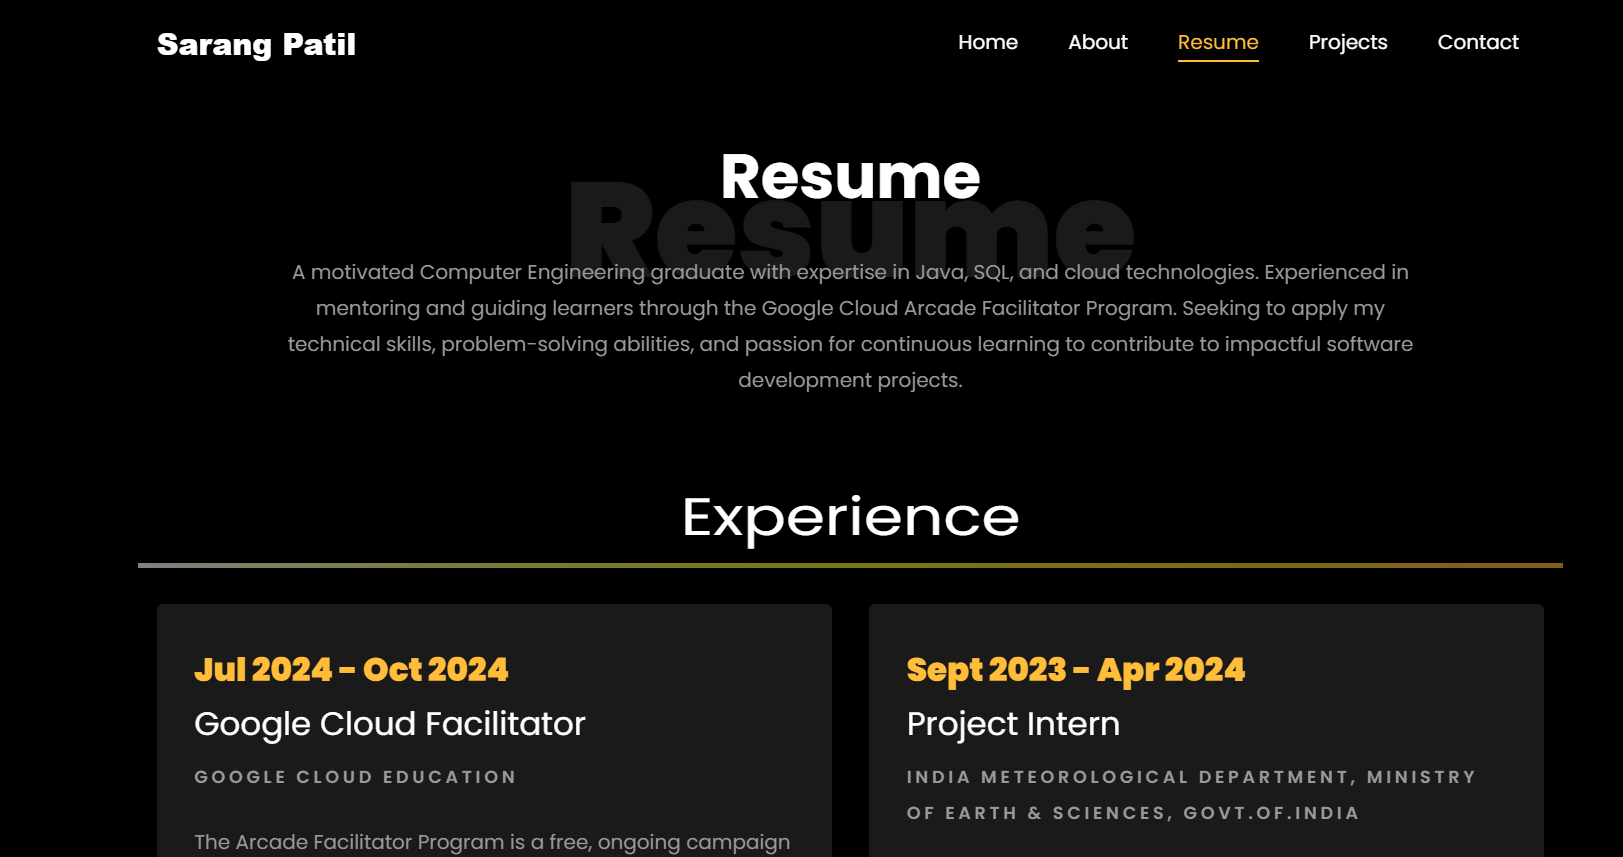 Sarang Patil
Home About Resume Projects Contact
Resume
Resume
A motivated Computer Engineering graduate with expertise in Java, SQL, and cloud technologies. Experienced in
mentoring and guiding learners through the Google Cloud Arcade Facilitator Program. Seeking to apply my
technical skills, problem-solving abilities, and passion for continuous learning to contribute to impactful software
development projects.
Experience
Jul 2024 - Oct 2024
Google Cloud Facilitator
GOOGLE CLOUD EDUCATION
The Arcade Facilitator Program is a free, ongoing campaign
Sept 2023 - Apr 2024
Project Intern
INDIA METEOROLOGICAL DEPARTMENT, MINISTRY
OF EARTH & SCIENCES, GOVT.OF.INDIA